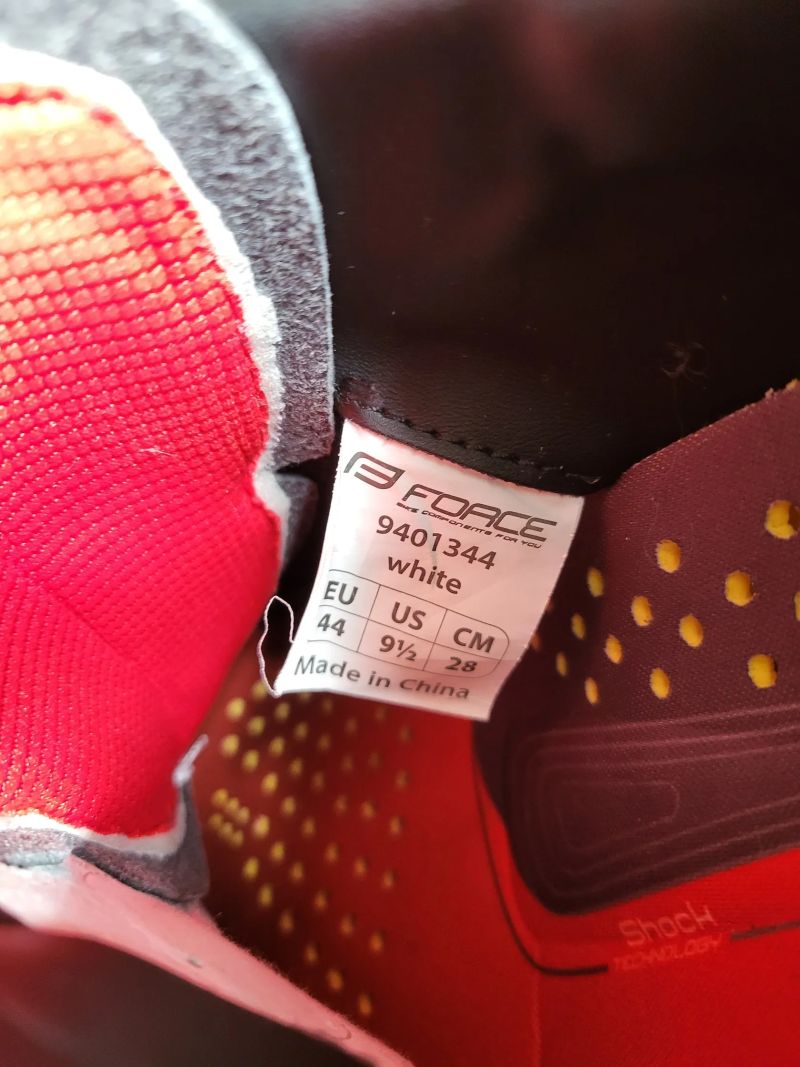 FORCE
BIKE COMPONENTS FOR YOU
9401344
white
EU US CM
44 9½ 28
Made in China
Shock
TECHNOLOGY